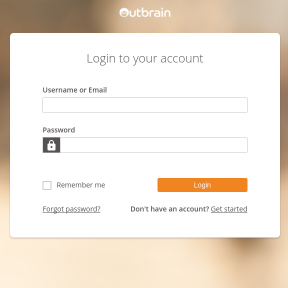 Outbrain
Login to your account
Username or Email
Password
Remember me
Login
Forgot password?
Don't have an account? Get started